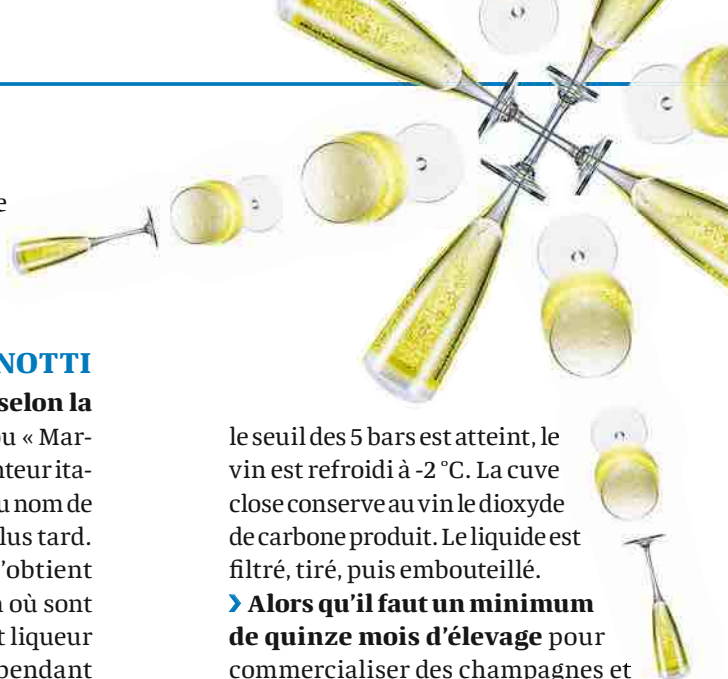 e
NOTTI
selon la
ou « Mar-
nteur ita-
u nom de
lus tard.
'obtient
n où sont
t liqueur
pendant
le seuil des 5 bars est atteint, le
vin est refroidi à -2 °C. La cuve
close conserve au vin le dioxyde
de carbone produit. Le liquide est
filtré, tiré, puis embouteillé.
› Alors qu'il faut un minimum
de quinze mois d'élevage pour
commercialiser des champagnes et